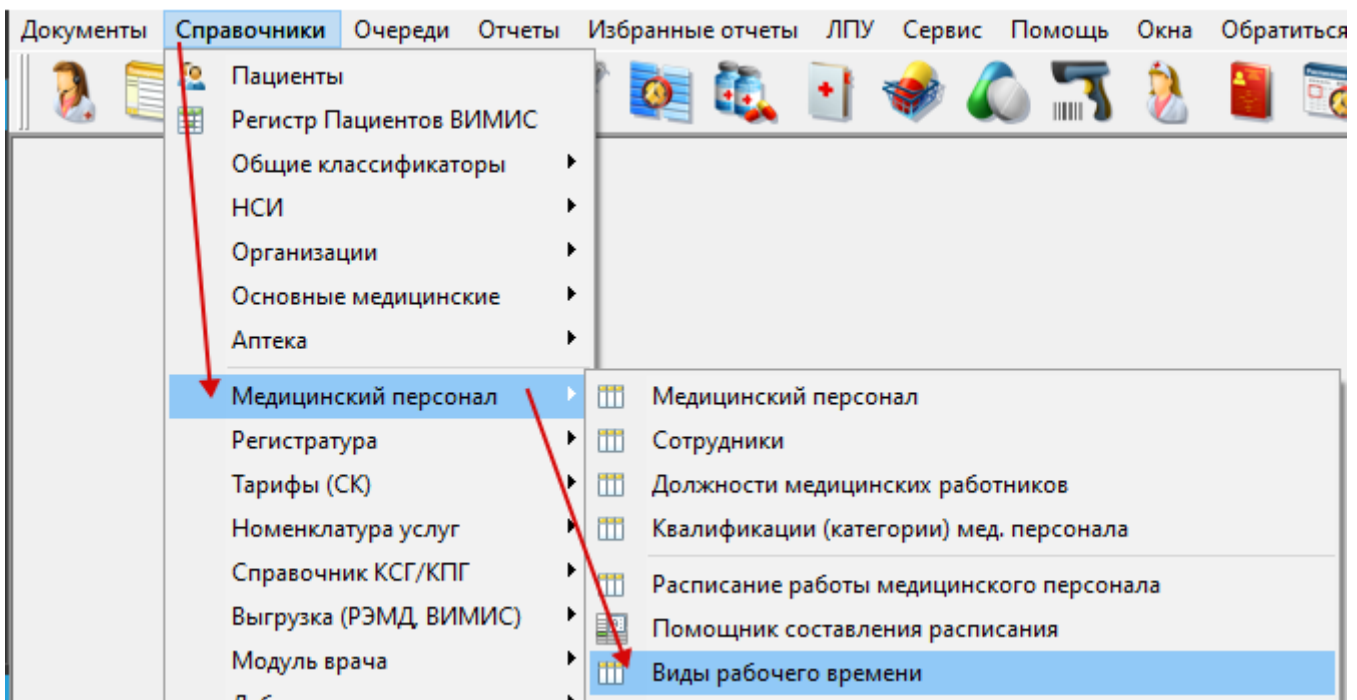 Документы Справочники Очереди Отчеты Избранные отчеты ЛПУ Сервис Помощь Окна Обратиться
Пациенты
Регистр Пациентов ВИМИС
Общие классификаторы
НСИ
Организации
Основные медицинские
Аптека
Медицинский персонал
Регистратура
Тарифы (СК)
Номенклатура услуг
Справочник КСГ/КПГ
Выгрузка (РЭМД, ВИМИС)
Модуль врача
Медицинский персонал
Сотрудники
Должности медицинских работников
Квалификации (категории) мед. персонала
Расписание работы медицинского персонала
Помощник составления расписания
Виды рабочего времени